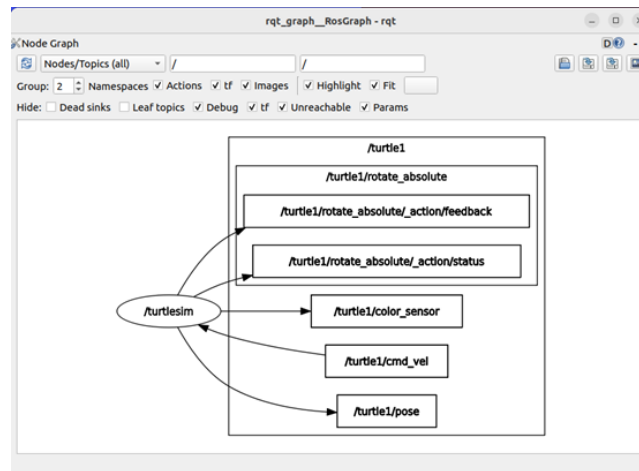 rqt_graph__RosGraph - rqt
Node Graph
D
-
Nodes/Topics (all) / /
Group: 2 Namespaces Actions tf Images Highlight Fit
Hide: Dead sinks Leaf topics Debug tf Unreachable Params
/turtle1
/turtle1/rotate_absolute
/turtle1/rotate_absolute/_action/feedback
/turtle1/rotate_absolute/_action/status
/turtlesim
/turtle1/color_sensor
/turtle1/cmd_vel
/turtle1/pose